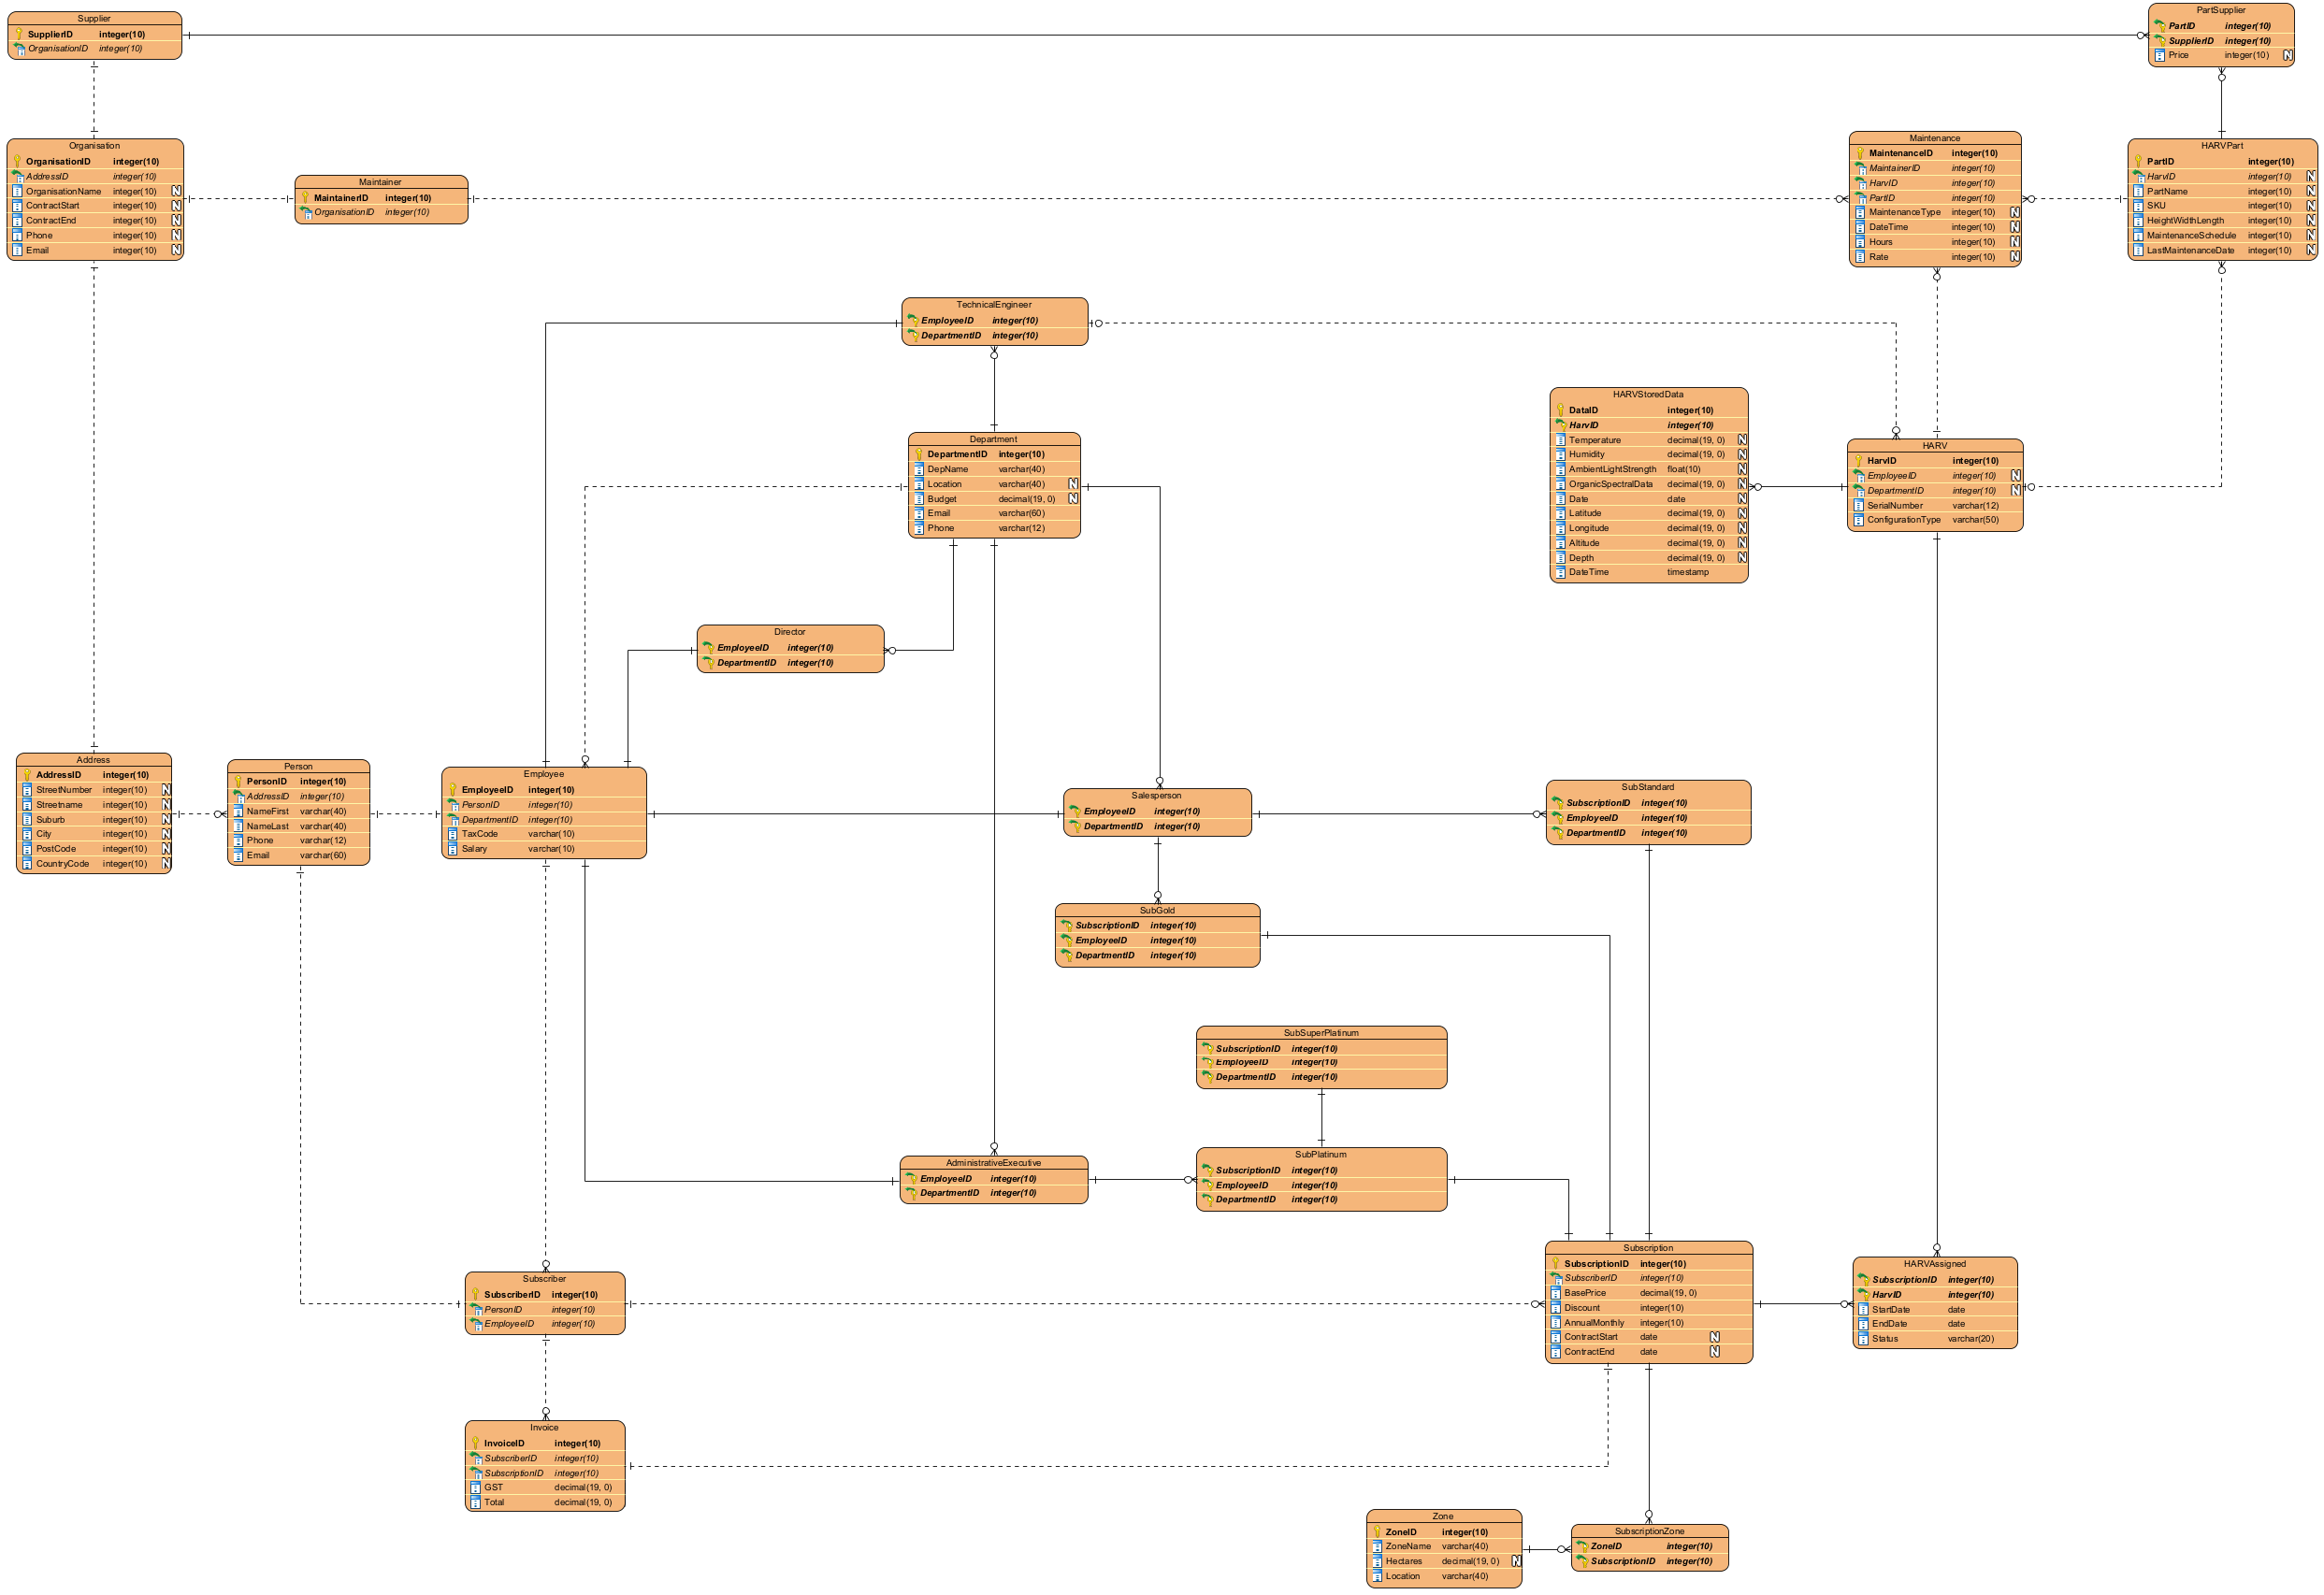 Supplier
SupplierID integer(10)
OrganisationID integer(10)
PartSupplier
PartID integer(10)
SupplierID integer(10)
Price integer(10) N
Organisation
OrganisationID integer(10)
AddressID integer(10)
OrganisationName integer(10) N
ContractStart integer(10) N
ContractEnd integer(10) N
Phone integer(10) N
Email integer(10) N
Maintainer
MaintainerID integer(10)
OrganisationID integer(10)
Maintenance
MaintenanceID integer(10)
MaintainerID integer(10)
HarvID integer(10)
PartID integer(10)
MaintenanceType integer(10) N
DateTime integer(10) N
Hours integer(10) N
Rate integer(10) N
HARVPart
PartID integer(10)
HarvID integer(10) N
PartName integer(10) N
SKU integer(10) N
HeightWidthLength integer(10) N
MaintenanceSchedule integer(10) N
LastMaintenanceDate integer(10) N
TechnicalEngineer
EmployeeID integer(10)
DepartmentID integer(10)
Department
DepartmentID integer(10)
DepName varchar(40)
Location varchar(40) N
Budget decimal(19, 0) N
Email varchar(60)
Phone varchar(12)
HARVStoredData
DataID integer(10)
HarvID integer(10)
Temperature decimal(19, 0) N
Humidity decimal(19, 0) N
AmbientLightStrength float(10) N
OrganicSpectralData decimal(19, 0) N
Date date N
Latitude decimal(19, 0) N
Longitude decimal(19, 0) N
Altitude decimal(19, 0) N
Depth decimal(19, 0) N
DateTime timestamp
HARV
HarvID integer(10)
EmployeeID integer(10) N
DepartmentID integer(10) N
SerialNumber varchar(12)
ConfigurationType varchar(50)
Director
EmployeeID integer(10)
DepartmentID integer(10)
Address
AddressID integer(10)
StreetNumber integer(10) N
Streetname integer(10) N
Suburb integer(10) N
City integer(10) N
PostCode integer(10) N
CountryCode integer(10) N
Person
PersonID integer(10)
AddressID integer(10)
NameFirst varchar(40)
NameLast varchar(40)
Phone varchar(12)
Email varchar(60)
Employee
EmployeeID integer(10)
PersonID integer(10)
DepartmentID integer(10)
TaxCode varchar(10)
Salary varchar(10)
Salesperson
EmployeeID integer(10)
DepartmentID integer(10)
SubStandard
SubscriptionID integer(10)
EmployeeID integer(10)
DepartmentID integer(10)
SubGold
SubscriptionID integer(10)
EmployeeID integer(10)
DepartmentID integer(10)
SubSuperPlatinum
SubscriptionID integer(10)
EmployeeID integer(10)
DepartmentID integer(10)
AdministrativeExecutive
EmployeeID integer(10)
DepartmentID integer(10)
SubPlatinum
SubscriptionID integer(10)
EmployeeID integer(10)
DepartmentID integer(10)
Subscriber
SubscriberID integer(10)
PersonID integer(10)
EmployeeID integer(10)
Subscription
SubscriptionID integer(10)
SubscriberID integer(10)
BasePrice decimal(19, 0)
Discount integer(10)
AnnualMonthly integer(10)
ContractStart date N
ContractEnd date N
HARVAssigned
SubscriptionID integer(10)
HarvID integer(10)
StartDate date
EndDate date
Status varchar(20)
Invoice
InvoiceID integer(10)
SubscriberID integer(10)
SubscriptionID integer(10)
GST decimal(19, 0)
Total decimal(19, 0)
Zone
ZoneID integer(10)
ZoneName varchar(40)
Hectares decimal(19, 0) N
Location varchar(40)
SubscriptionZone
ZoneID integer(10)
SubscriptionID integer(10)